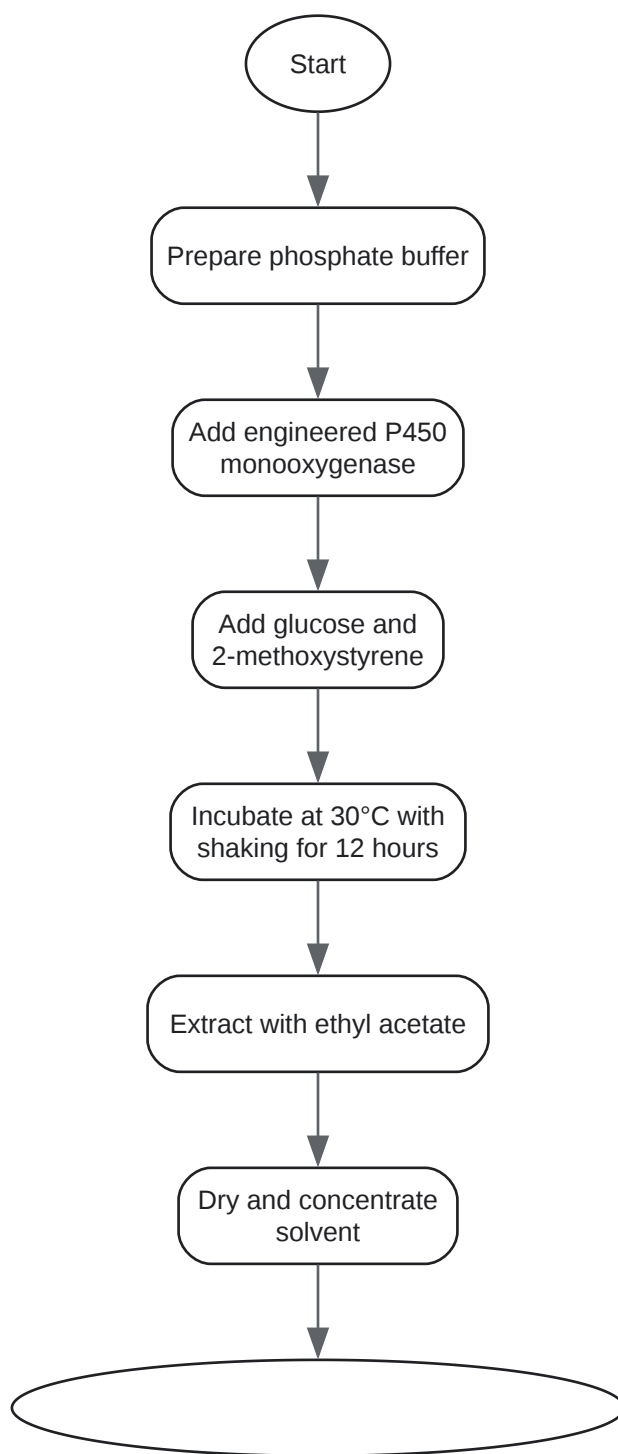 Start
Prepare phosphate buffer
Add engineered P450
monooxygenase
Add glucose and
2-methoxystyrene
Incubate at 30°C with
shaking for 12 hours
Extract with ethyl acetate
Dry and concentrate
solvent